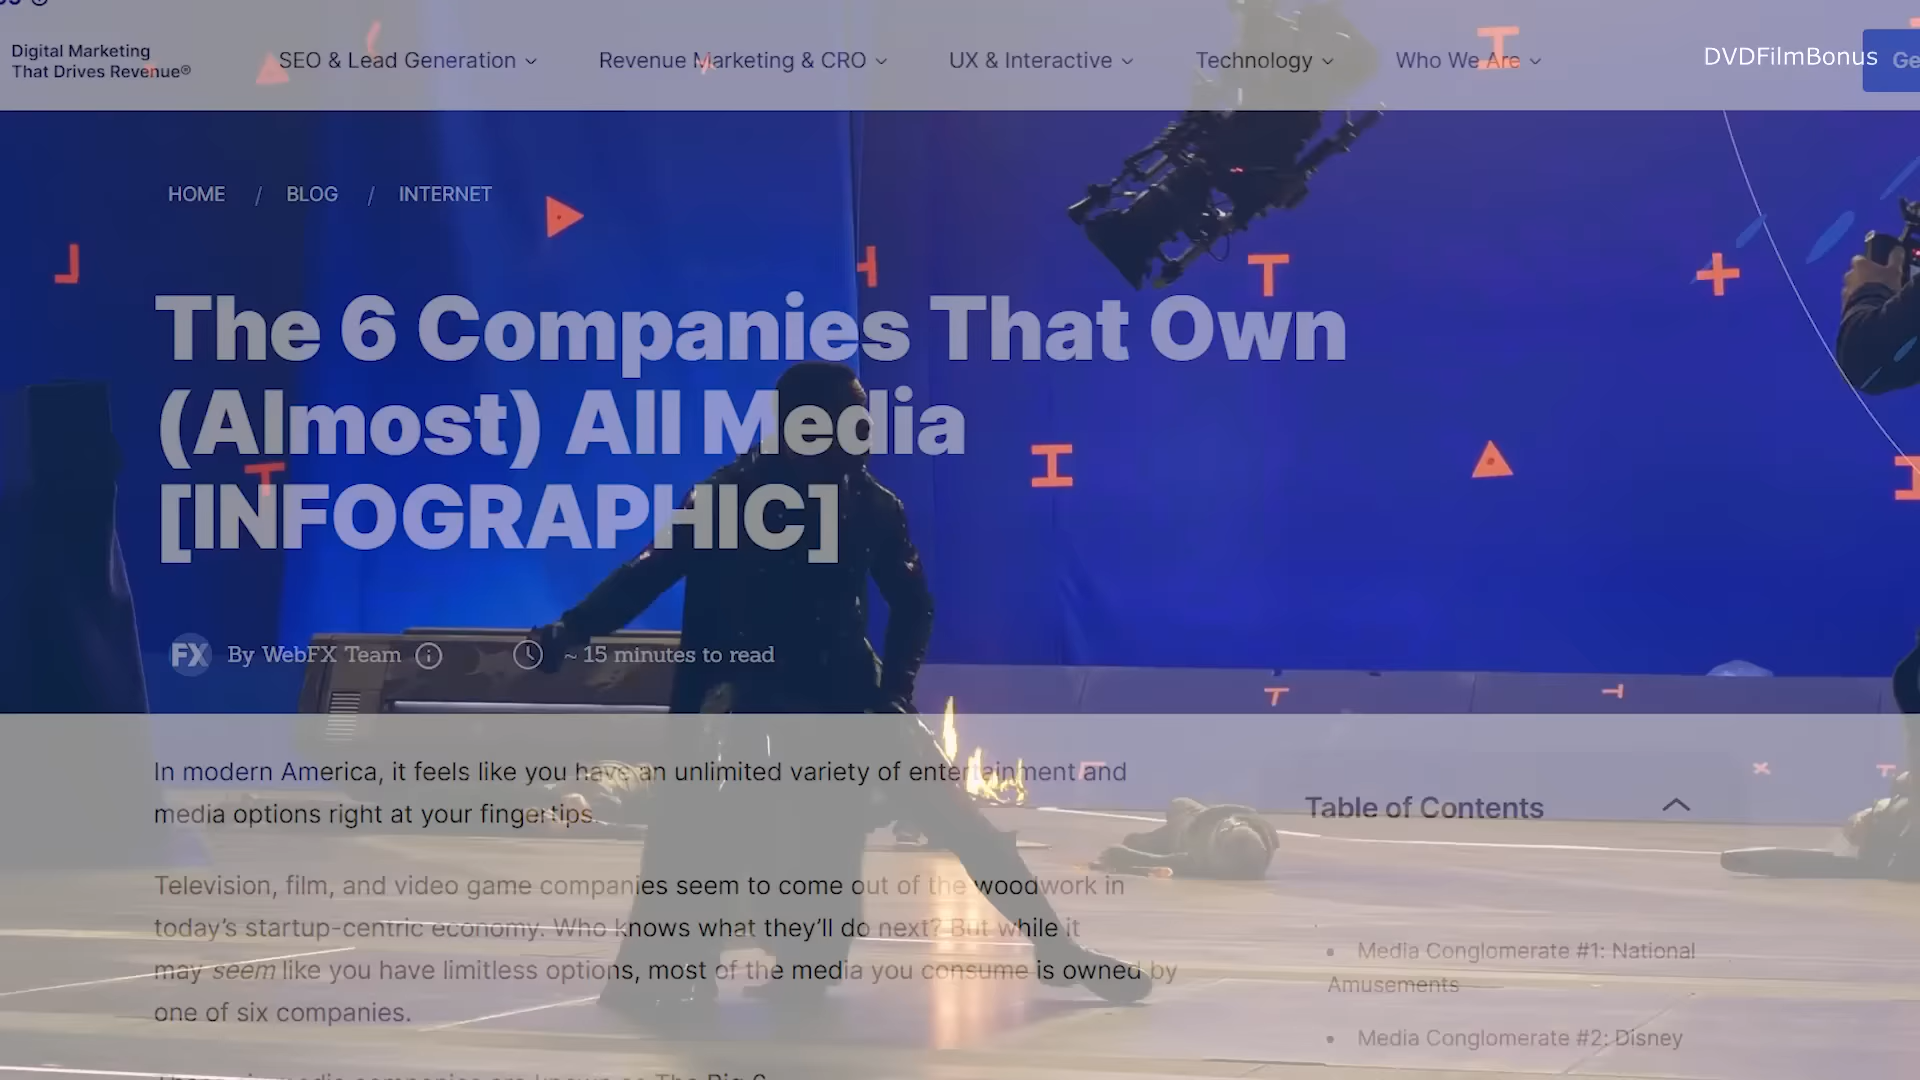 Digital Marketing
That Drives Revenue®
SEO & Lead Generation
Revenue Marketing & CRO
UX & Interactive
Technology
Who We Are
DVDFilmBonus
HOME / BLOG / INTERNET
The 6 Companies That Own
(Almost) All Media
[INFOGRAPHIC]
FX By WebFX Team
~ 15 minutes to read
In modern America, it feels like you have an unlimited variety of entertainment and
media options right at your fingertips.
Television, film, and video game companies seem to come out of the woodwork in
today’s startup-centric economy. Who knows what they’ll do next? But while it
may seem like you have limitless options, most of the media you consume is owned by
one of six companies.
Table of Contents
Media Conglomerate #1: National
Amusements
Media Conglomerate #2: Disney